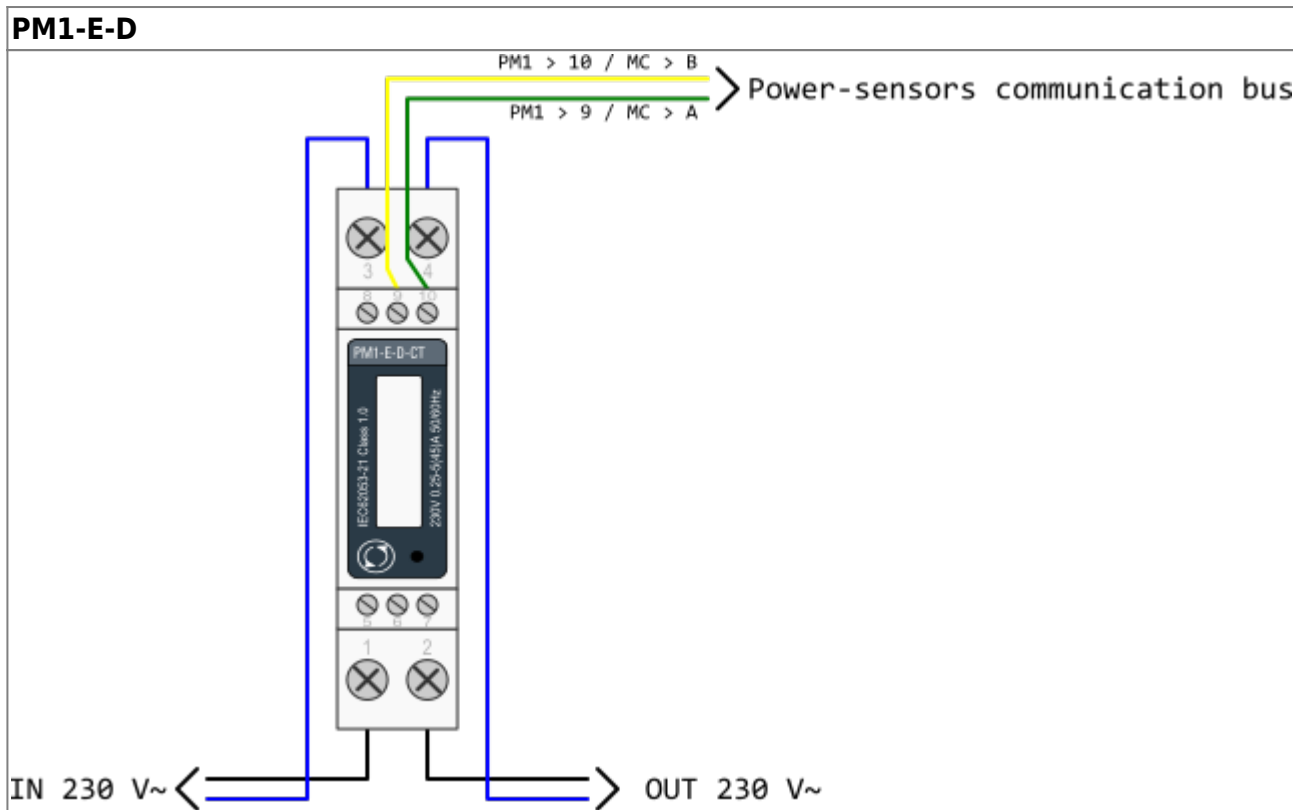 PM1-E-D
PM1 > 10 / MC > B
Power-sensors communication bus
PM1 > 9 / MC > A
3 4
8 9 10
PM1-E-D-CT
IEC62053-21 Class 1.0
230V 0.25-5(45)A 50/60Hz
5 6 7
1 2
IN 230 V~
OUT 230 V~